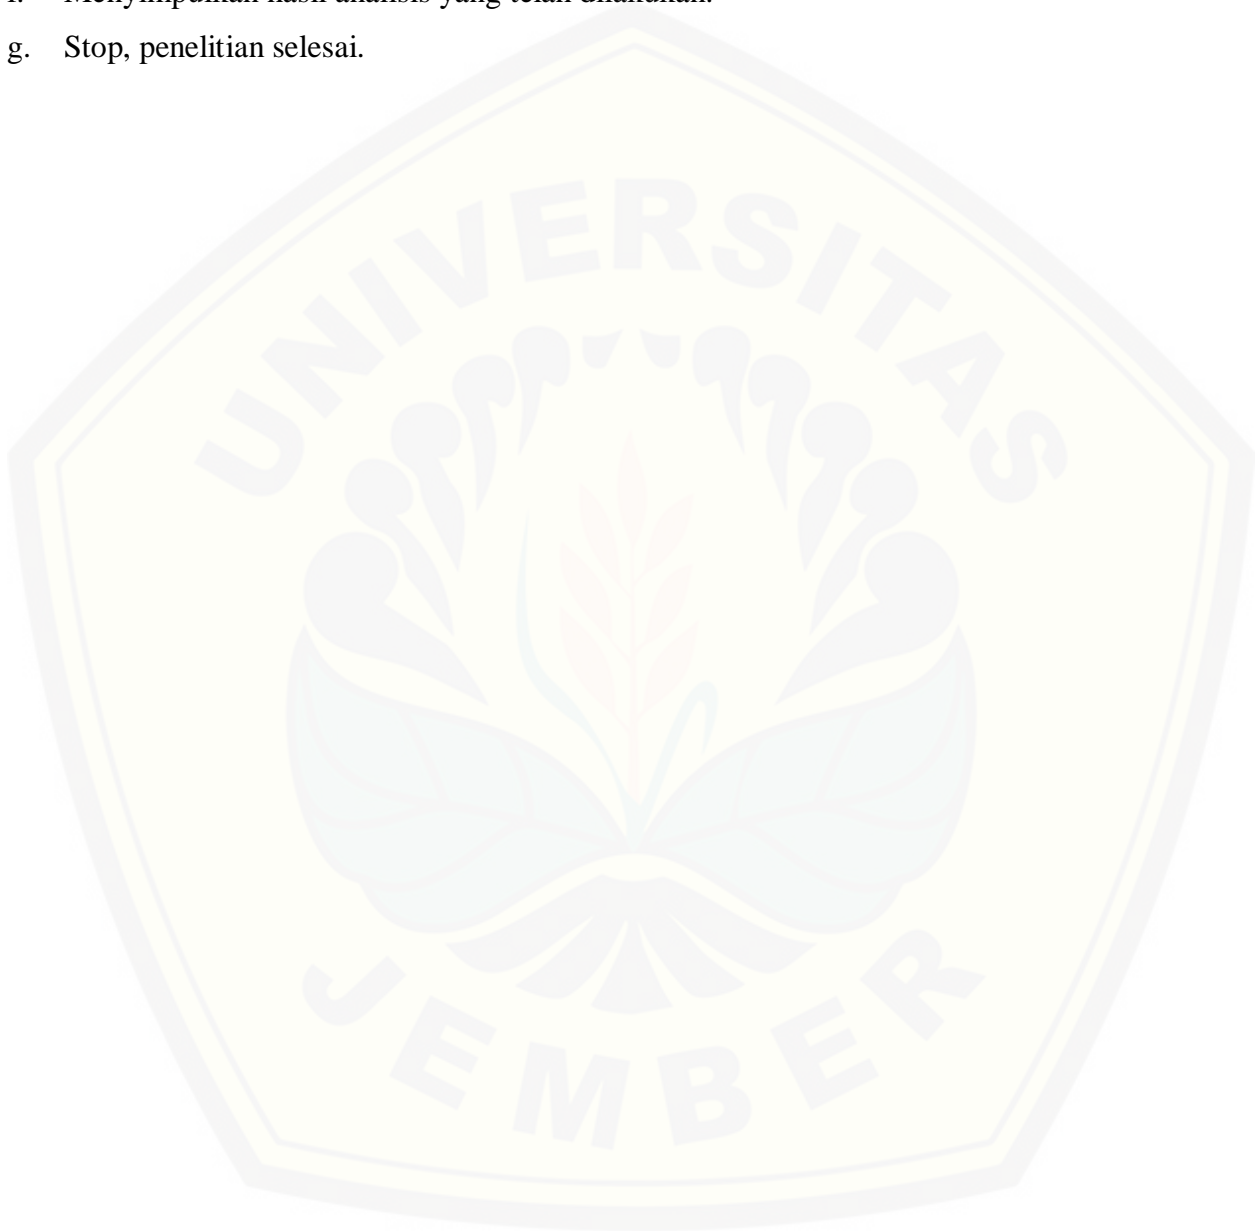 f. Menyimpulkan hasil analisis yang telah dilakukan.
g. Stop, penelitian selesai.
UNIVERSITAS
JEMBER